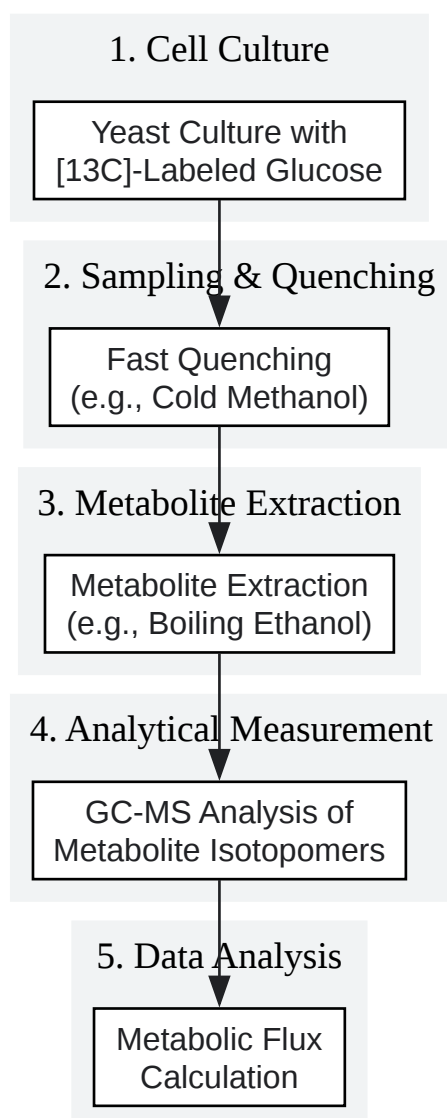 1. Cell Culture
Yeast Culture with
[13C]-Labeled Glucose
2. Sampling & Quenching
Fast Quenching
(e.g., Cold Methanol)
3. Metabolite Extraction
Metabolite Extraction
(e.g., Boiling Ethanol)
4. Analytical Measurement
GC-MS Analysis of
Metabolite Isotopomers
5. Data Analysis
Metabolic Flux
Calculation